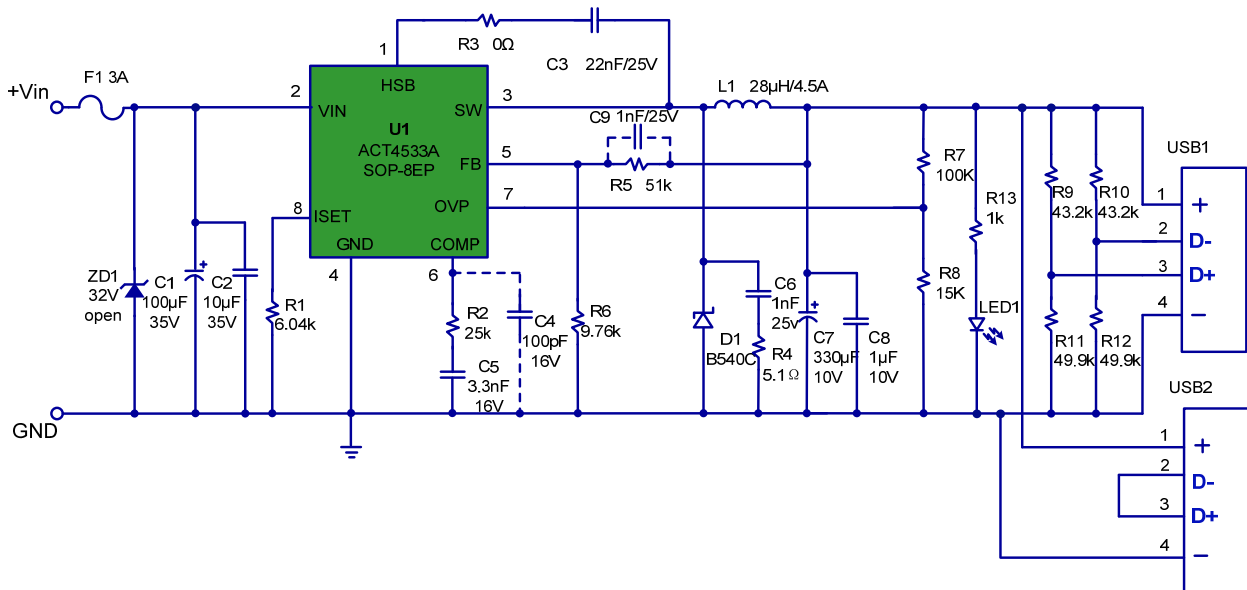 R3 0Ω
C3 22nF/25V
1
HSB
F1 3A
+Vin
2
VIN
SW
3
L1 28μH/4.5A
C9 1nF/25V
U1
ACT4533A
SOP-8EP
FB
5
R5 51k
OVP
7
8
ISET
GND
COMP
4
6
ZD1
32V
open
C1
100μF
35V
C2
10μF
35V
R1
6.04k
R2
25k
C5
3.3nF
16V
C4
100pF
16V
R6
9.76k
D1
B540C
C6
1nF
25v
R4
5.1Ω
C7
330μF
10V
C8
1μF
10V
R7
100K
R8
15K
R13
1k
LED1
R9
43.2k
R10
43.2k
R11
49.9k
R12
49.9k
USB1
1 +
2 D-
3 D+
4 −
GND
USB2
1 +
2 D-
3 D+
4 −